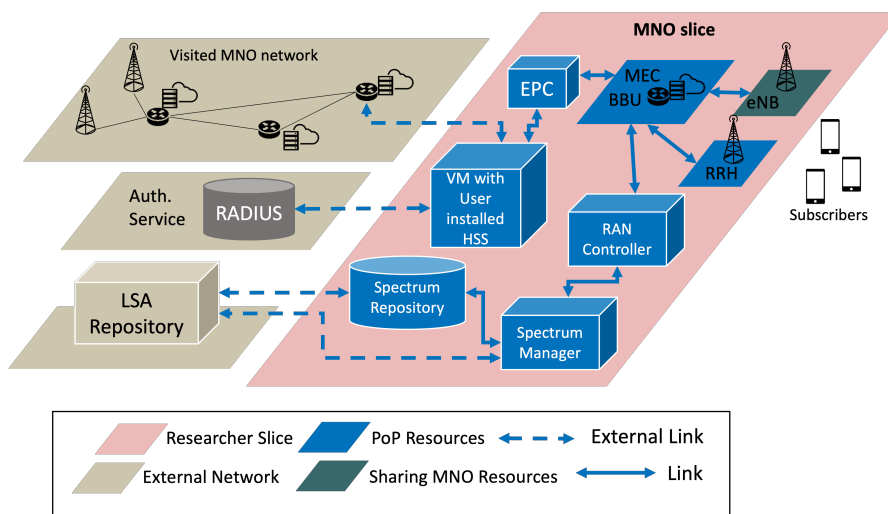 MNO slice
Visited MNO network
EPC
MEC
BBU
eNB
RRH
Subscribers
Auth.
Service
RADIUS
VM with
User
installed
HSS
RAN
Controller
LSA
Repository
Spectrum
Repository
Spectrum
Manager
Researcher Slice
PoP Resources
External Link
External Network
Sharing MNO Resources
Link